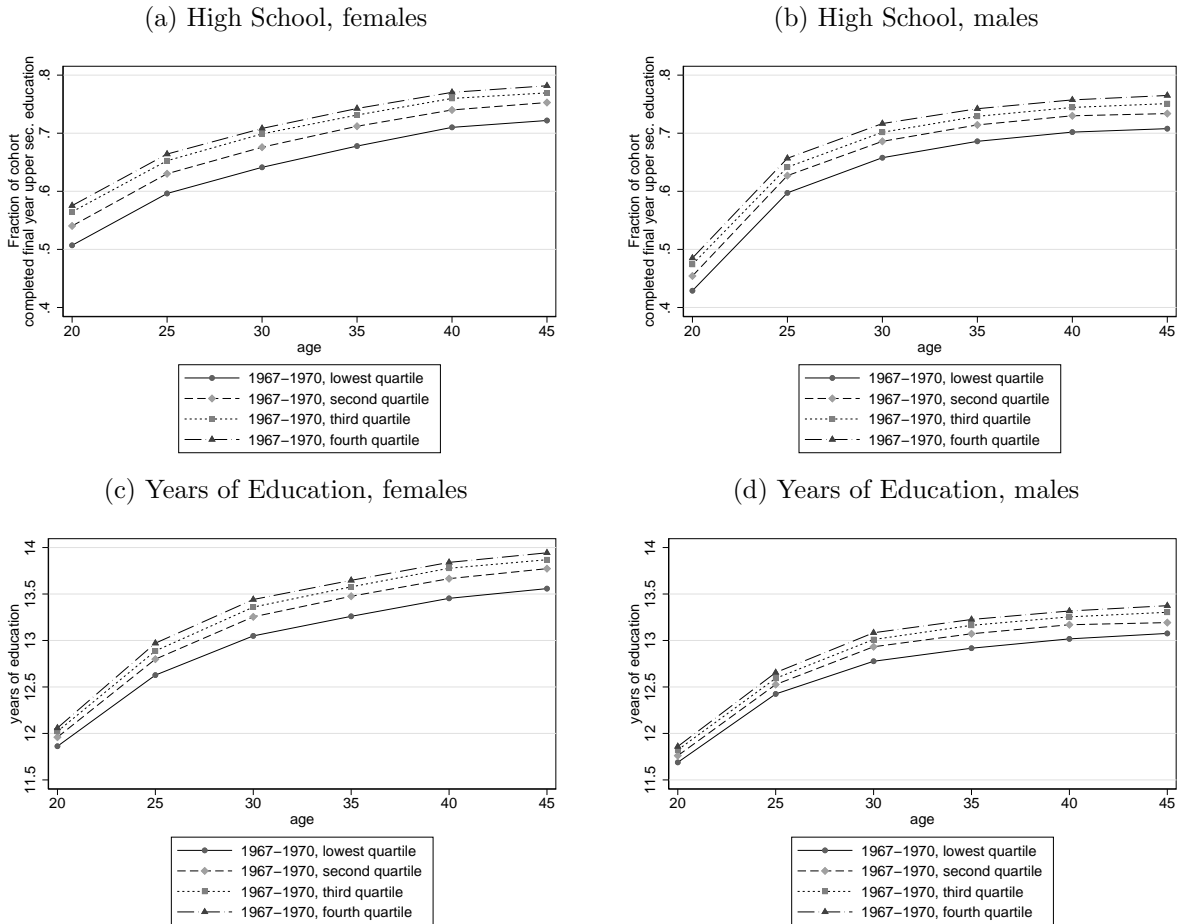 (a) High School, females
Fraction of cohort
completed final year upper sec. education
.8
.7
.6
.5
.4
20 25 30 35 40 45
age
1967−1970, lowest quartile
1967−1970, second quartile
1967−1970, third quartile
1967−1970, fourth quartile
(b) High School, males
Fraction of cohort
completed final year upper sec. education
.8
.7
.6
.5
.4
20 25 30 35 40 45
age
1967−1970, lowest quartile
1967−1970, second quartile
1967−1970, third quartile
1967−1970, fourth quartile
(c) Years of Education, females
years of education
14
13.5
13
12.5
12
11.5
20 25 30 35 40 45
age
1967−1970, lowest quartile
1967−1970, second quartile
1967−1970, third quartile
1967−1970, fourth quartile
(d) Years of Education, males
years of education
14
13.5
13
12.5
12
11.5
20 25 30 35 40 45
age
1967−1970, lowest quartile
1967−1970, second quartile
1967−1970, third quartile
1967−1970, fourth quartile